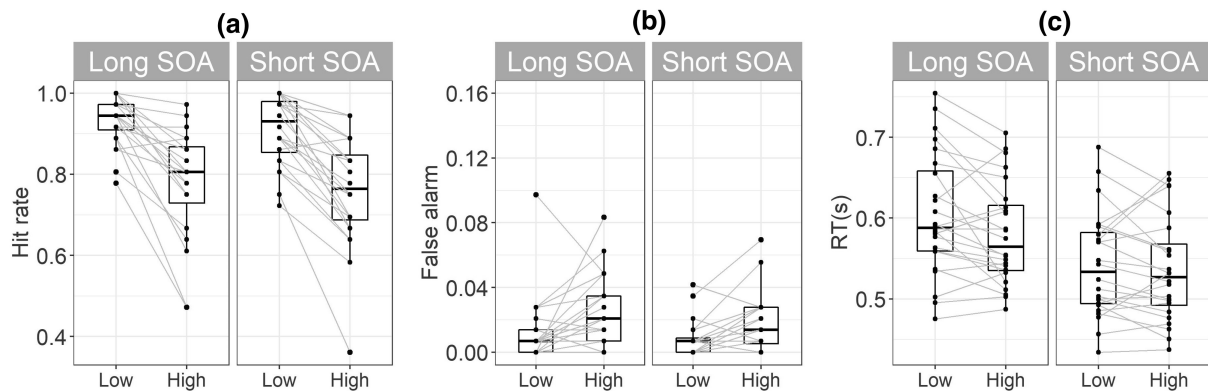 (a)
Long SOA Short SOA
Hit rate
1.0
0.8
0.6
0.4
Low High Low High
(b)
Long SOA Short SOA
False alarm
0.16
0.12
0.08
0.04
0.00
Low High Low High
(c)
Long SOA Short SOA
RT(s)
0.7
0.6
0.5
Low High Low High